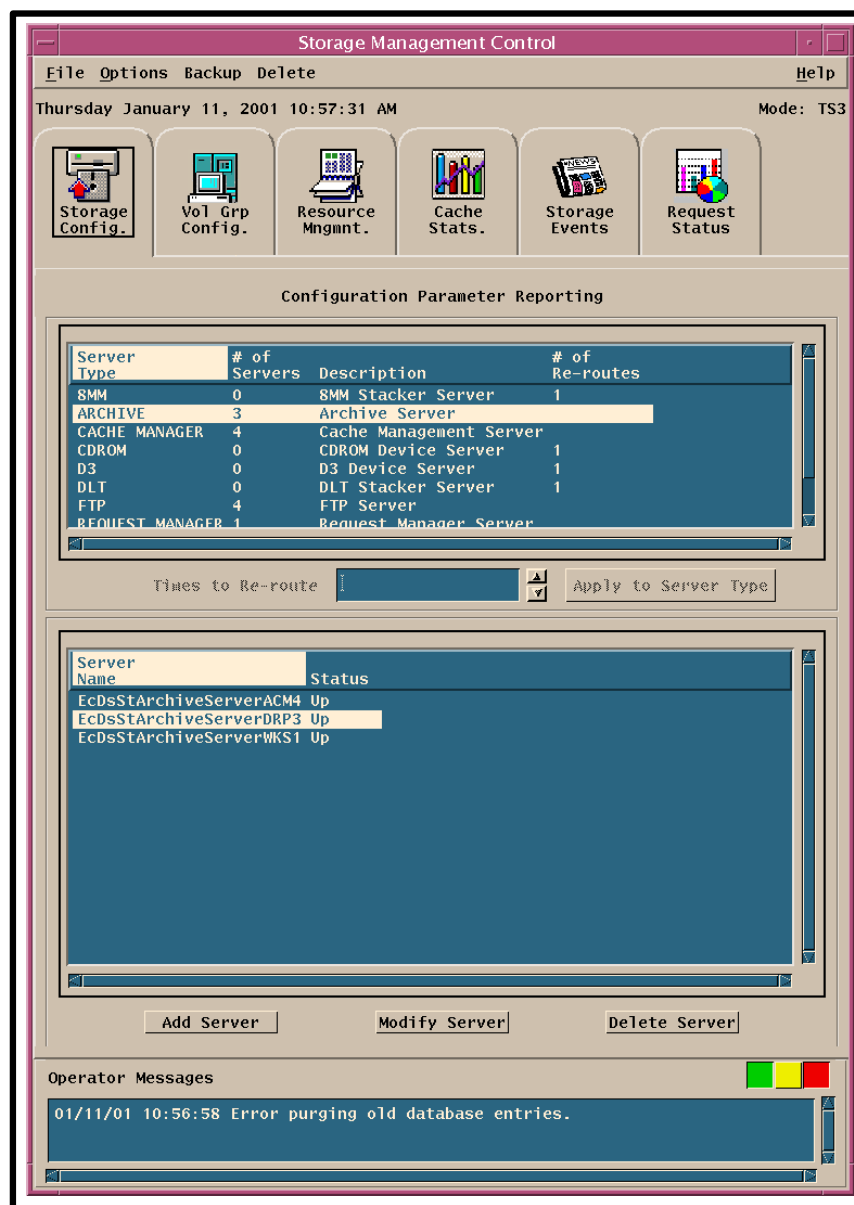 Storage Management Control
File Options Backup Delete Help
Thursday January 11, 2001 10:57:31 AM Mode: TS3
Storage Config.
Vol Grp Config.
Resource Mngmnt.
Cache Stats.
NEWS
Storage Events
Request Status
Configuration Parameter Reporting
Server Type # of Servers Description # of Re-routes
8MM 0 8MM Stacker Server 1
ARCHIVE 3 Archive Server
CACHE MANAGER 4 Cache Management Server
CDROM 0 CDROM Device Server 1
D3 0 D3 Device Server 1
DLT 0 DLT Stacker Server 1
FTP 4 FTP Server
REQUEST MANAGER 1 Request Manager Server
Times to Re-route Apply to Server Type
Server Name Status
EcDsStArchiveServerACM4 Up
EcDsStArchiveServerDRP3 Up
EcDsStArchiveServerWKS1 Up
Add Server Modify Server Delete Server
Operator Messages
01/11/01 10:56:58 Error purging old database entries.